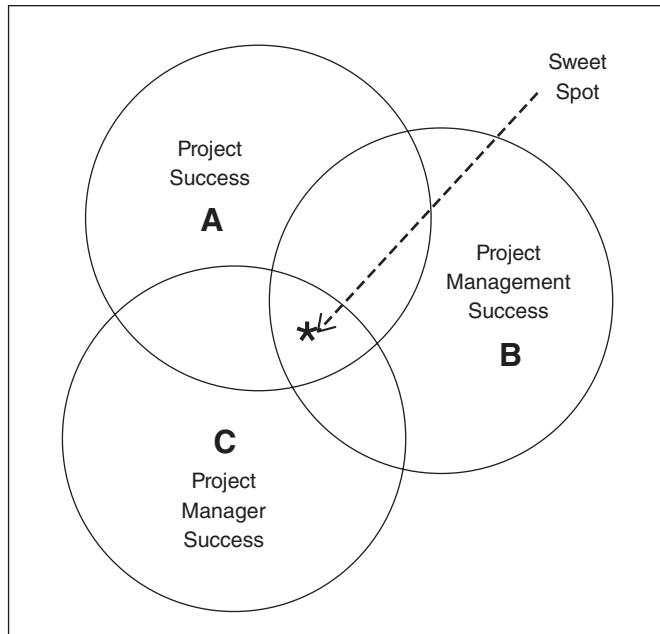 Sweet
Spot
Project
Success
A
Project
Management
Success
B
*
C
Project
Manager
Success